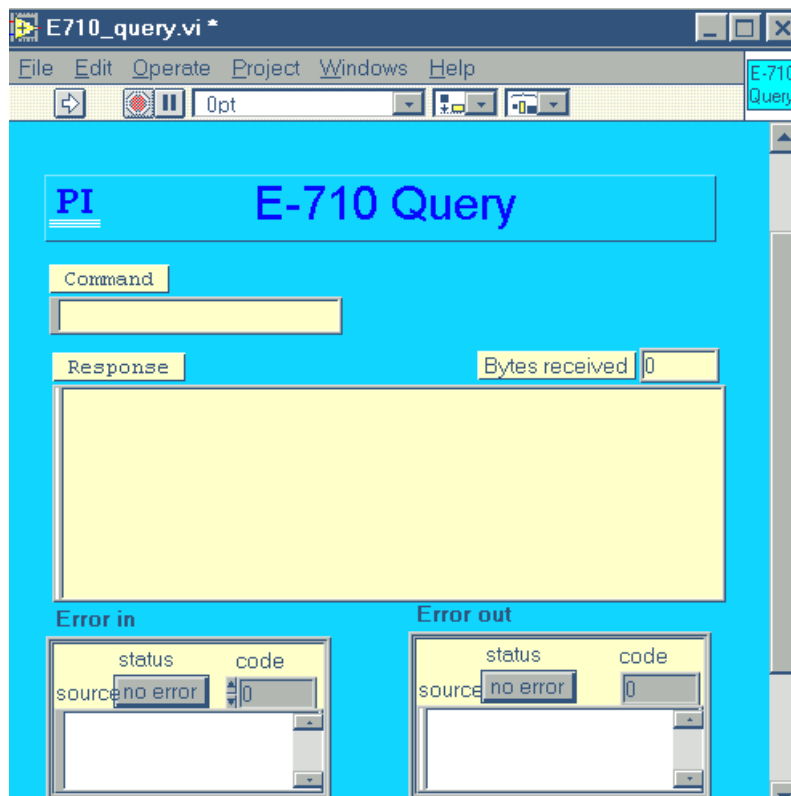 E710_query.vi *
File Edit Operate Project Windows Help
E-710
Query
0pt
PI E-710 Query
Command
Response Bytes received 0
Error in Error out
status code status code
source no error 0 source no error 0